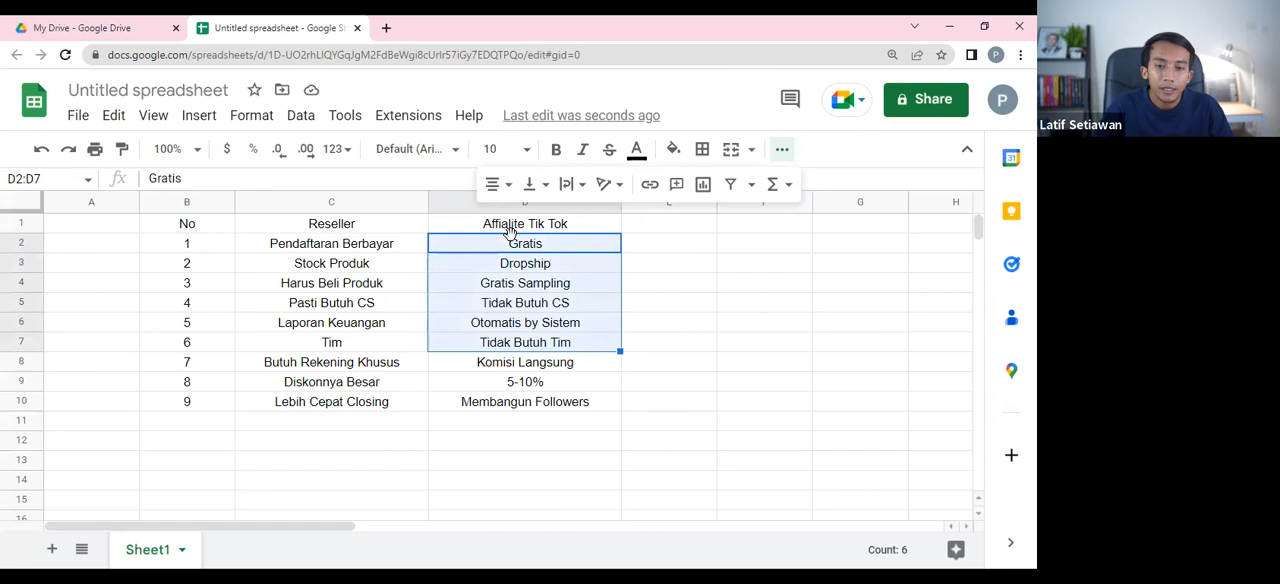 My Drive - Google Drive
Untitled spreadsheet - Google S
docs.google.com/spreadsheets/d/1D-UO2rhLIQYGqJgM2FdBeWgi8cUrlr57iGy7EDQTPQo/edit#gid=0
P
Untitled spreadsheet
Share
P
File Edit View Insert Format Data Tools Extensions Help Last edit was seconds ago
100% $ % .0 .00 123 Default (Ari... 10 B I S A
D2:D7 fx Gratis
A B C G H
1 No Reseller Affialite Tik Tok
2 1 Pendaftaran Berbayar Gratis
3 2 Stock Produk Dropship
4 3 Harus Beli Produk Gratis Sampling
5 4 Pasti Butuh CS Tidak Butuh CS
6 5 Laporan Keuangan Otomatis by Sistem
7 6 Tim Tidak Butuh Tim
8 7 Butuh Rekening Khusus Komisi Langsung
9 8 Diskonnya Besar 5-10%
10 9 Lebih Cepat Closing Membangun Followers
11
12
13
14
15
16
Sheet1
Count: 6
31
Latif Setiawan